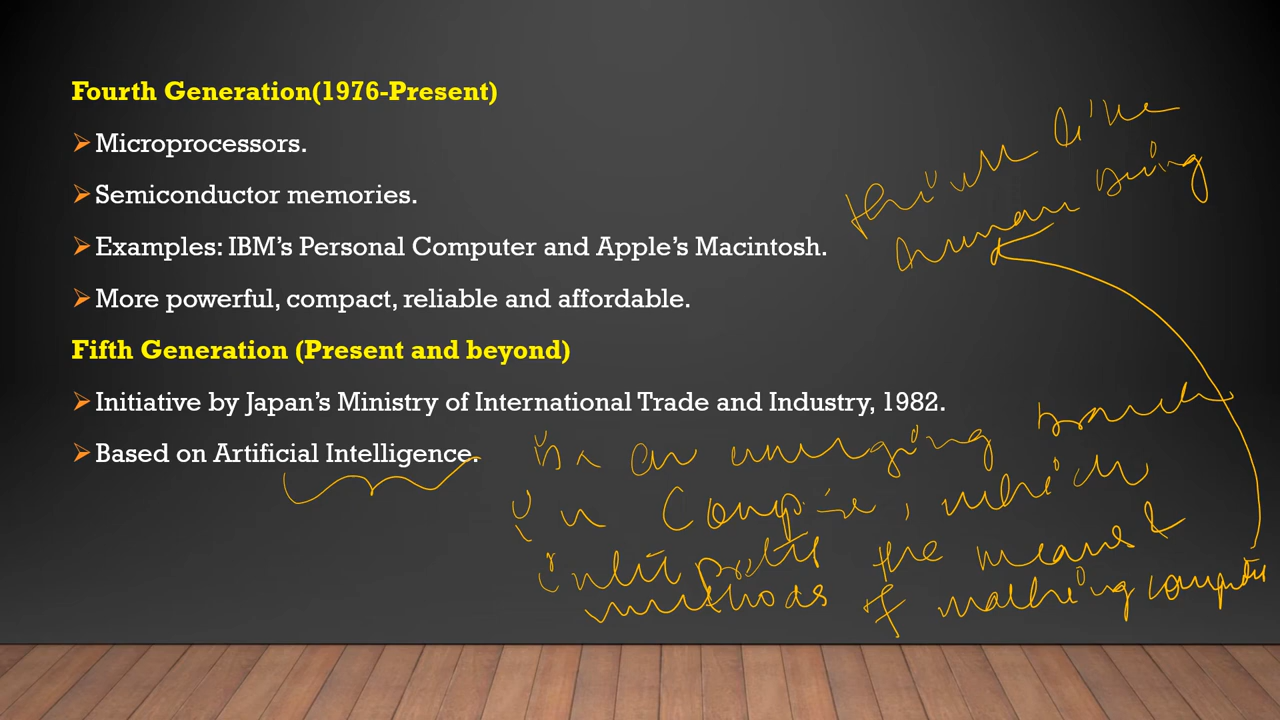 Fourth Generation(1976-Present)
Microprocessors.
Semiconductor memories.
Examples: IBM's Personal Computer and Apple's Macintosh.
More powerful, compact, reliable and affordable.
Fifth Generation (Present and beyond)
Initiative by Japan's Ministry of International Trade and Industry, 1982.
Based on Artificial Intelligence.
is an emerging branch
in which
the means &
methods of making computer
think like
human being